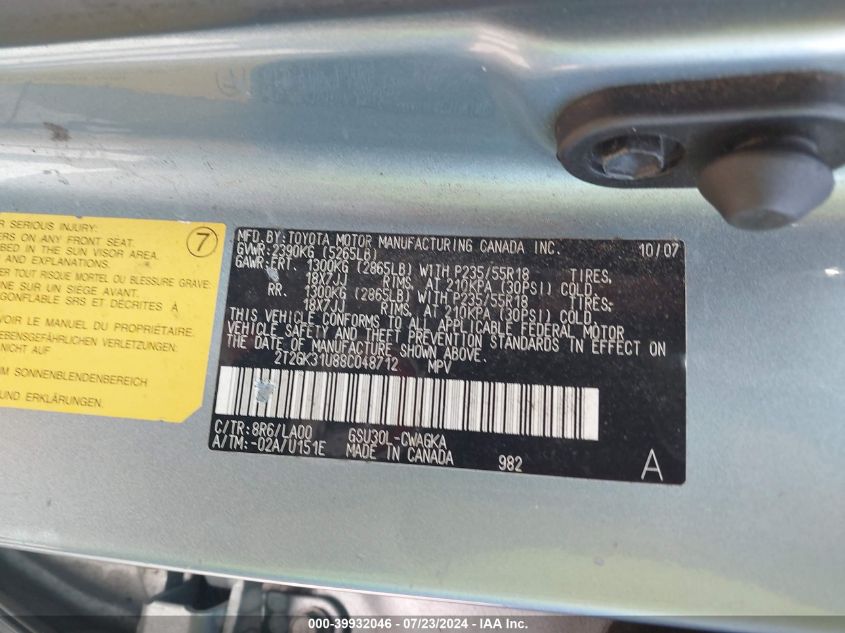 R SERIOUS INJURY:
ERS ON ANY FRONT SEAT.
BED IN THE SUN VISOR AREA
7
TOUT RISQUE MORTEL OU BLESSURE GRAVE:
UNE SUR UN SIÈGE AVANT.
GONFLABLE SRS ET DÉCRITES À
VOIR LE MANUEL DU PROPRIÉTAIRE.
EBENSGEFÄHRLICHEN VERLETZUNGEN
NICHT AUF
IM SONNENBLENDENBEREICH
UND ERKLÄRUNGEN.
MFD. BY: TOYOTA MOTOR MANUFACTURING CANADA INC. 10/07
GVWR: 2390KG (5265LB)
GAWR: FRT. 1300KG (2865LB) WITH P235/55R18 TIRES,
18X7JJ RIMS, AT 210KPA (30PSI) COLD.
RR. 1300KG (2865LB) WITH P235/55R18 TIRES:
18X7JJ RIMS, AT 210KPA (30PSI) COLD.
THIS VEHICLE CONFORMS TO ALL APPLICABLE FEDERAL MOTOR
VEHICLE SAFETY AND THEFT PREVENTION STANDARDS IN EFFECT ON
THE DATE OF MANUFACTURE SHOWN ABOVE.
2T2GK31U88C048712 MPV
C/TR: 8R6/LA00 GSU30L-CWAGKA
A/TM: -02A/U151E MADE IN CANADA 982 A
000-39932046 — 07/23/2024 — IAA Inc.